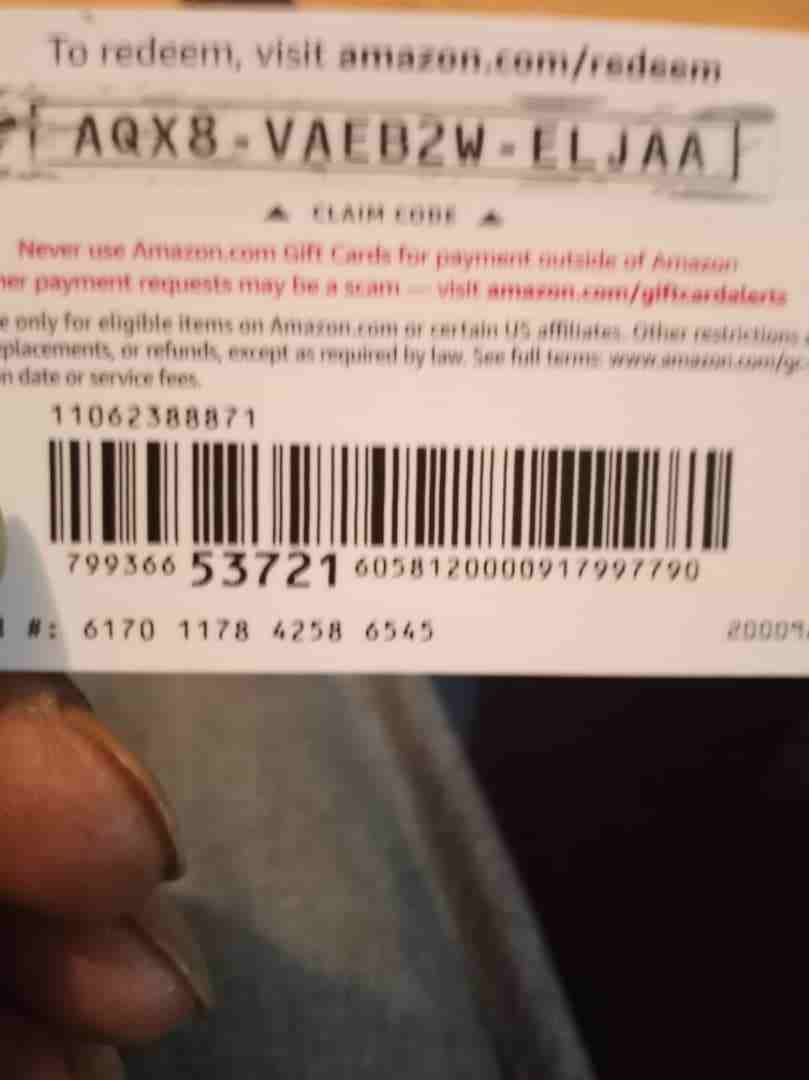 To redeem, visit amazon.com/redeem
AQX8-VAEB2W-ELJAA
CLAIM CODE
Never use Amazon.com Gift Cards for payment outside of Amazon
payment requests may be a scam — visit amazon.com/giftcardalerts
only for eligible items on Amazon.com or certain US affiliates. Other restrictions
or refunds, except as required by law. See full terms: www.amazon.com/gc
date or service fees.
11062388871
799366 53721 6058120000917997790
#: 6170 1178 4258 6545